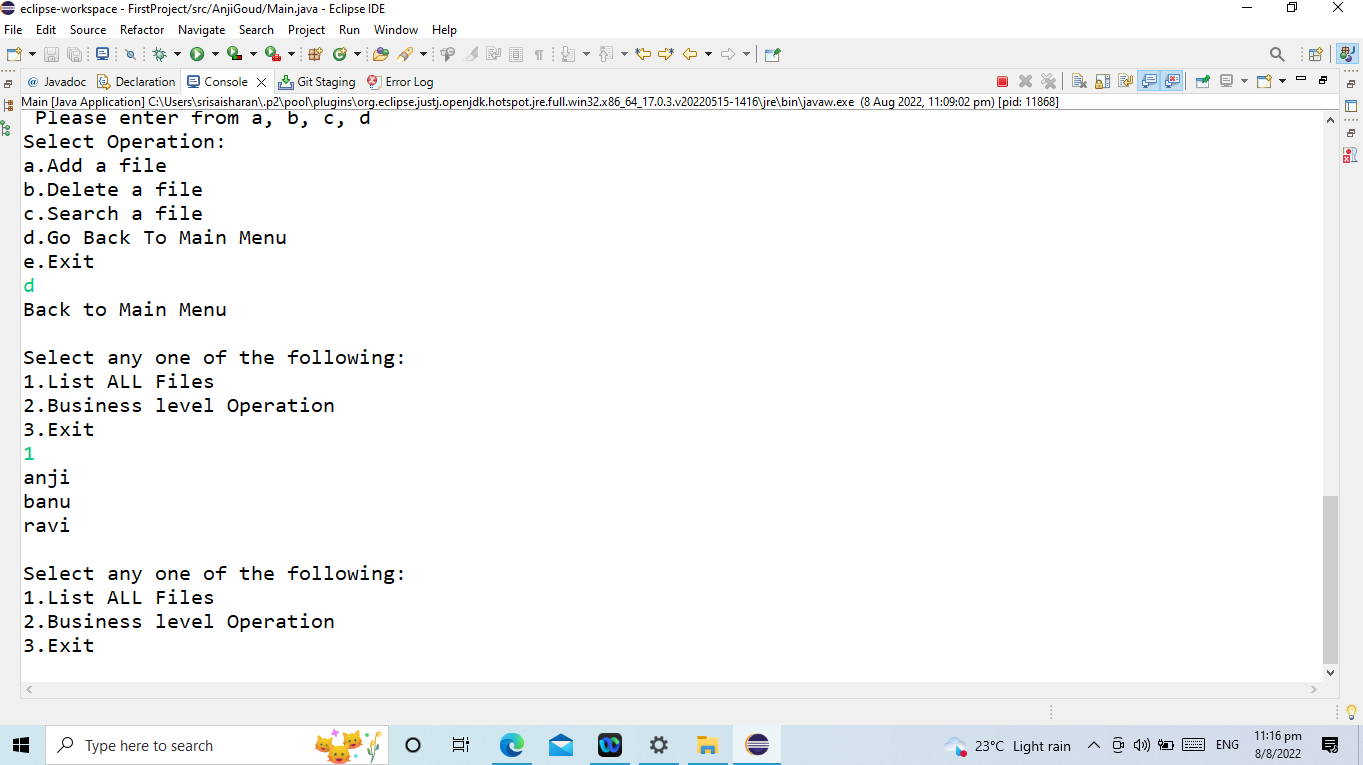 eclipse-workspace - FirstProject/src/AnjiGoud/Main.java - Eclipse IDE
File Edit Source Refactor Navigate Search Project Run Window Help
@ Javadoc Declaration Console Git Staging Error Log
Main [Java Application] C:\Users\srisaisharan\.p2\pool\plugins\org.eclipse.justj.openjdk.hotspot.jre.full.win32.x86_64_17.0.3.v20220515-1416\jre\bin\javaw.exe (8 Aug 2022, 11:09:02 pm) [pid: 11868]
Please enter from a, b, c, d
Select Operation:
a.Add a file
b.Delete a file
c.Search a file
d.Go Back To Main Menu
e.Exit
d
Back to Main Menu
Select any one of the following:
1.List ALL Files
2.Business level Operation
3.Exit
1
anji
banu
ravi
Select any one of the following:
1.List ALL Files
2.Business level Operation
3.Exit
Type here to search
23°C Light rain
ENG
11:16 pm
8/8/2022